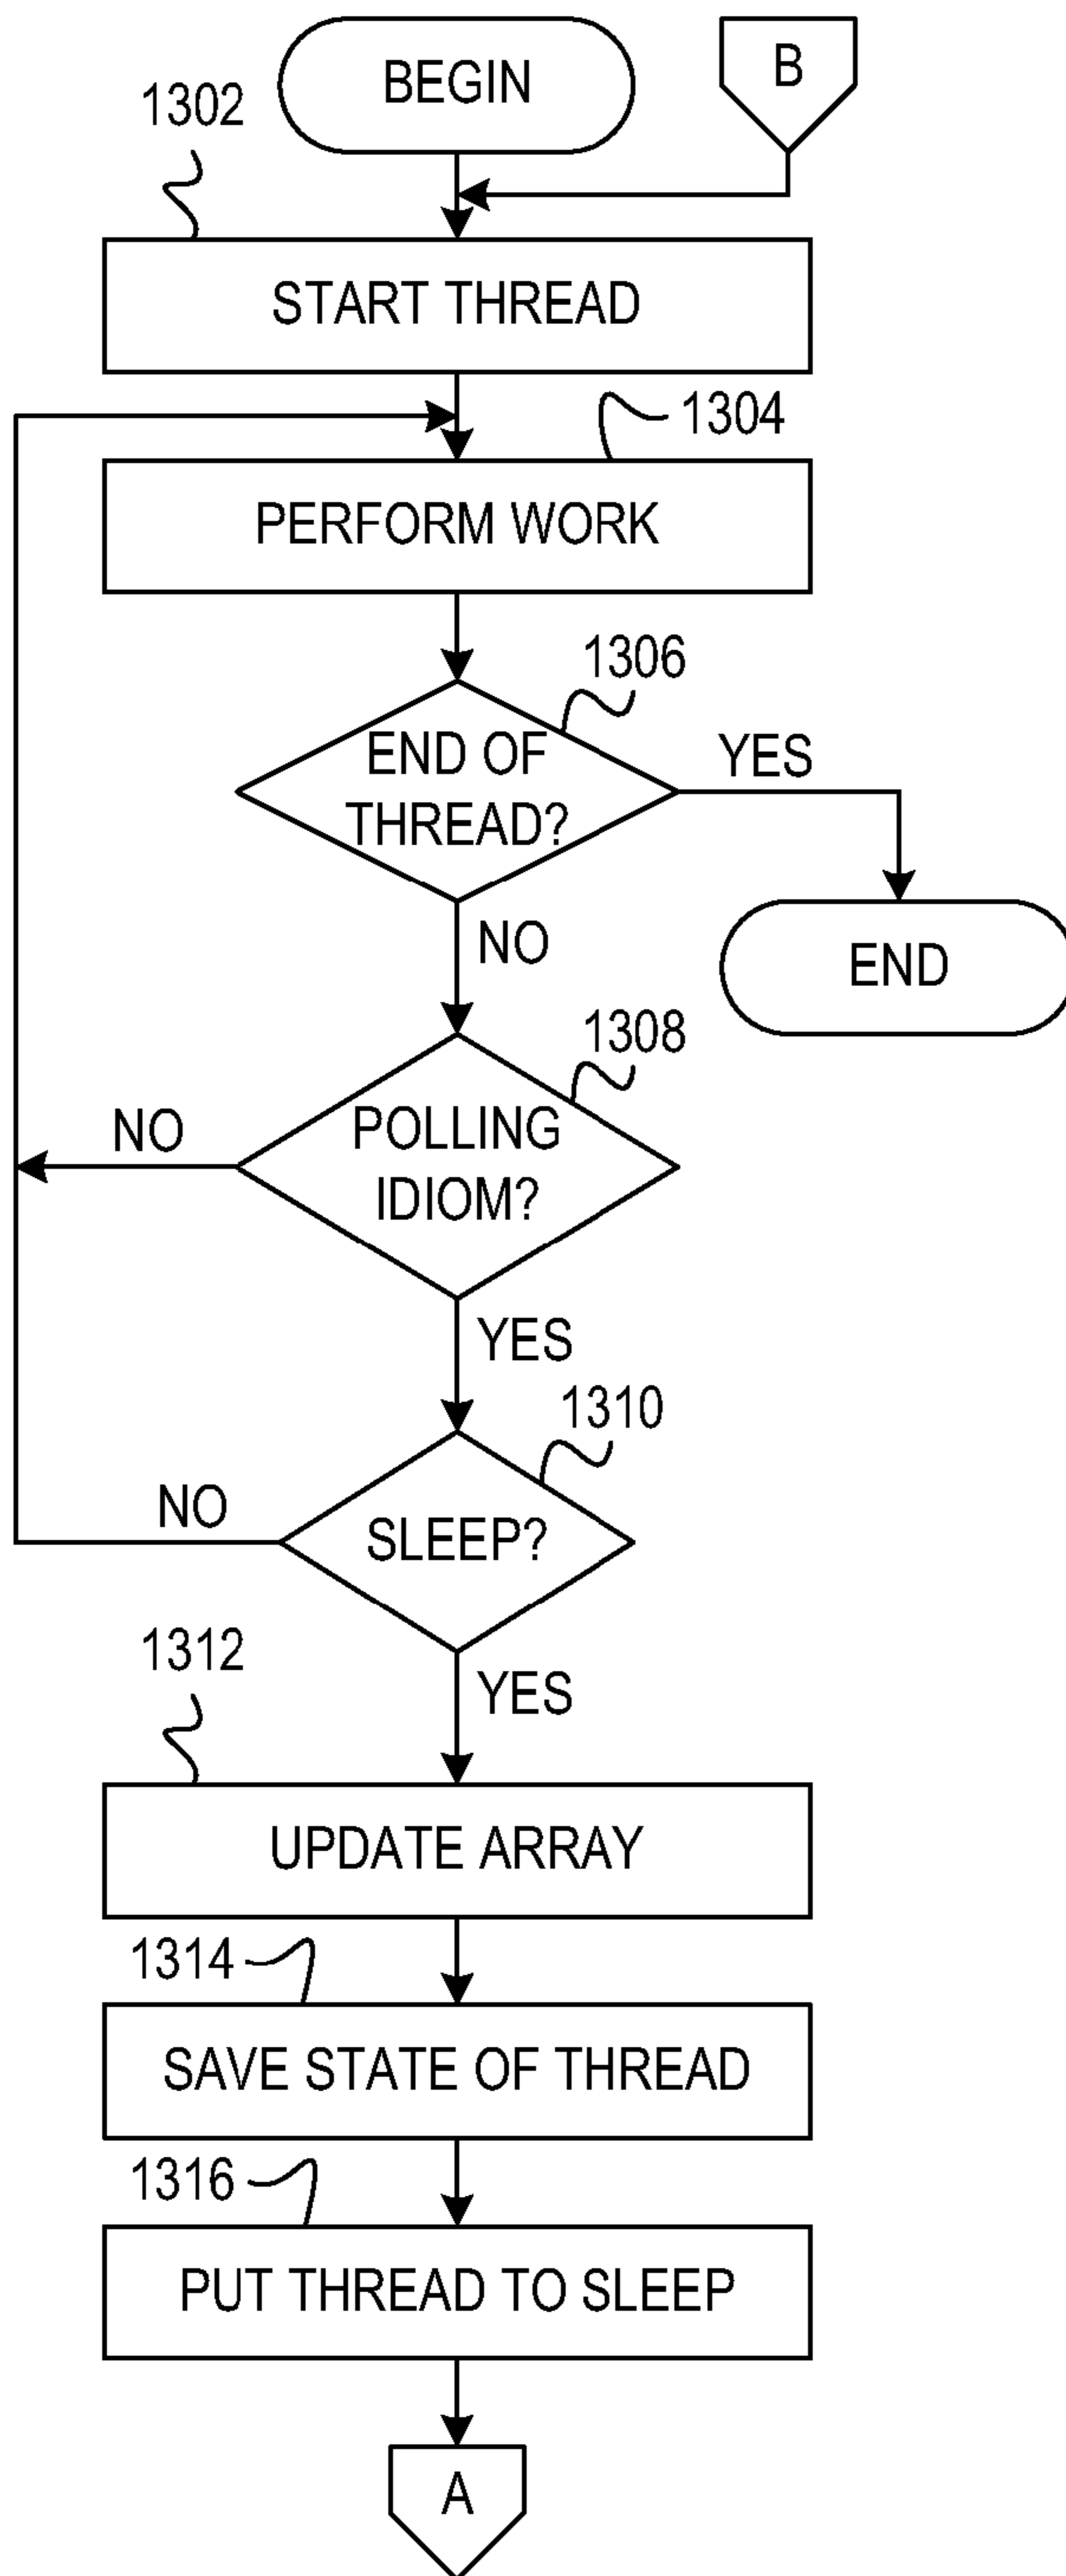 BEGIN
B
1302
START THREAD
1304
PERFORM WORK
1306
END OF
THREAD?
YES
NO
END
1308
POLLING
IDIOM?
NO
YES
1310
SLEEP?
NO
YES
1312
UPDATE ARRAY
1314
SAVE STATE OF THREAD
1316
PUT THREAD TO SLEEP
A